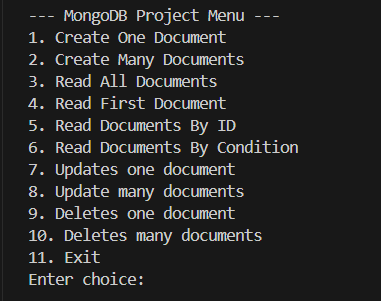 --- MongoDB Project Menu ---
1. Create One Document
2. Create Many Documents
3. Read All Documents
4. Read First Document
5. Read Documents By ID
6. Read Documents By Condition
7. Updates one document
8. Update many documents
9. Deletes one document
10. Deletes many documents
11. Exit
Enter choice: